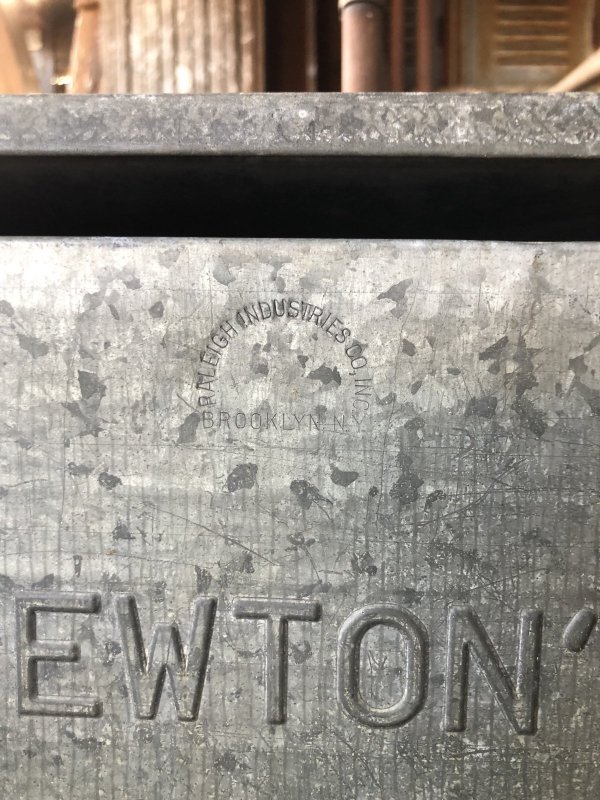 RALEIGH INDUSTRIES CO. INC.
BROOKLYN. N.Y.
EWTON'